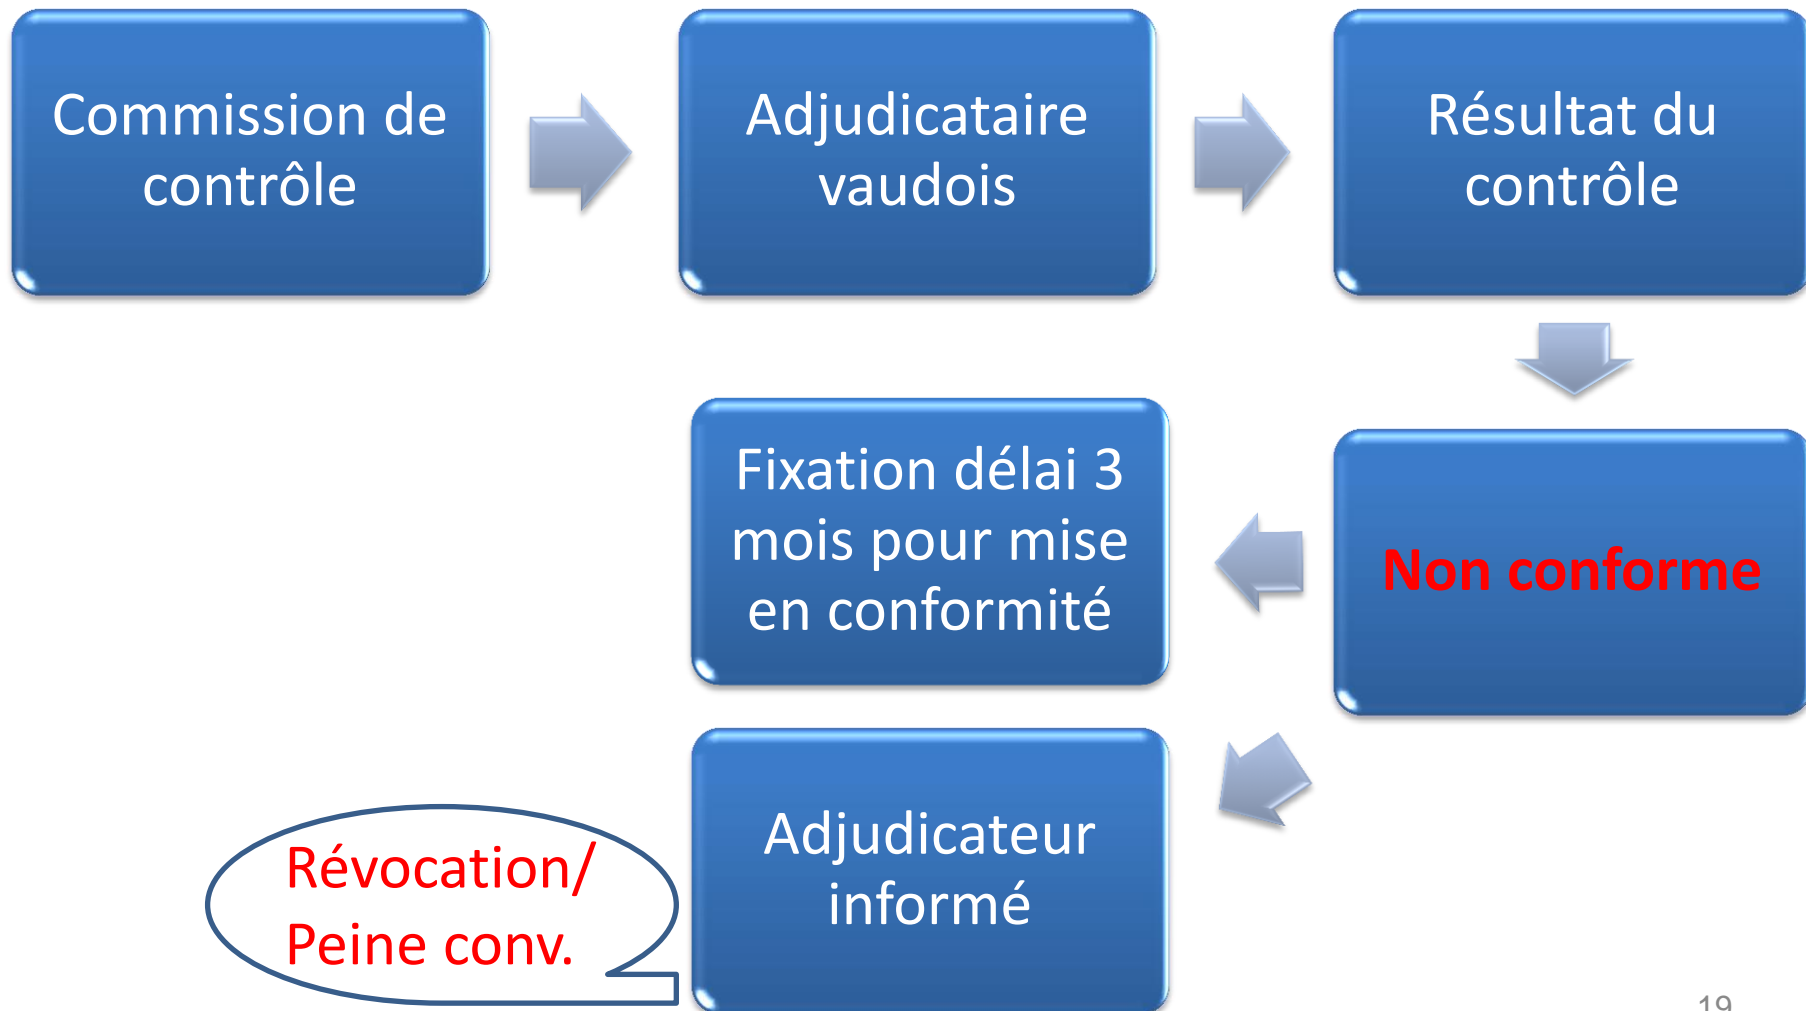 Commission de
contrôle
Adjudicataire
vaudois
Résultat du
contrôle
Non conforme
Fixation délai 3
mois pour mise
en conformité
Adjudicateur
informé
Révocation/
Peine conv.
19